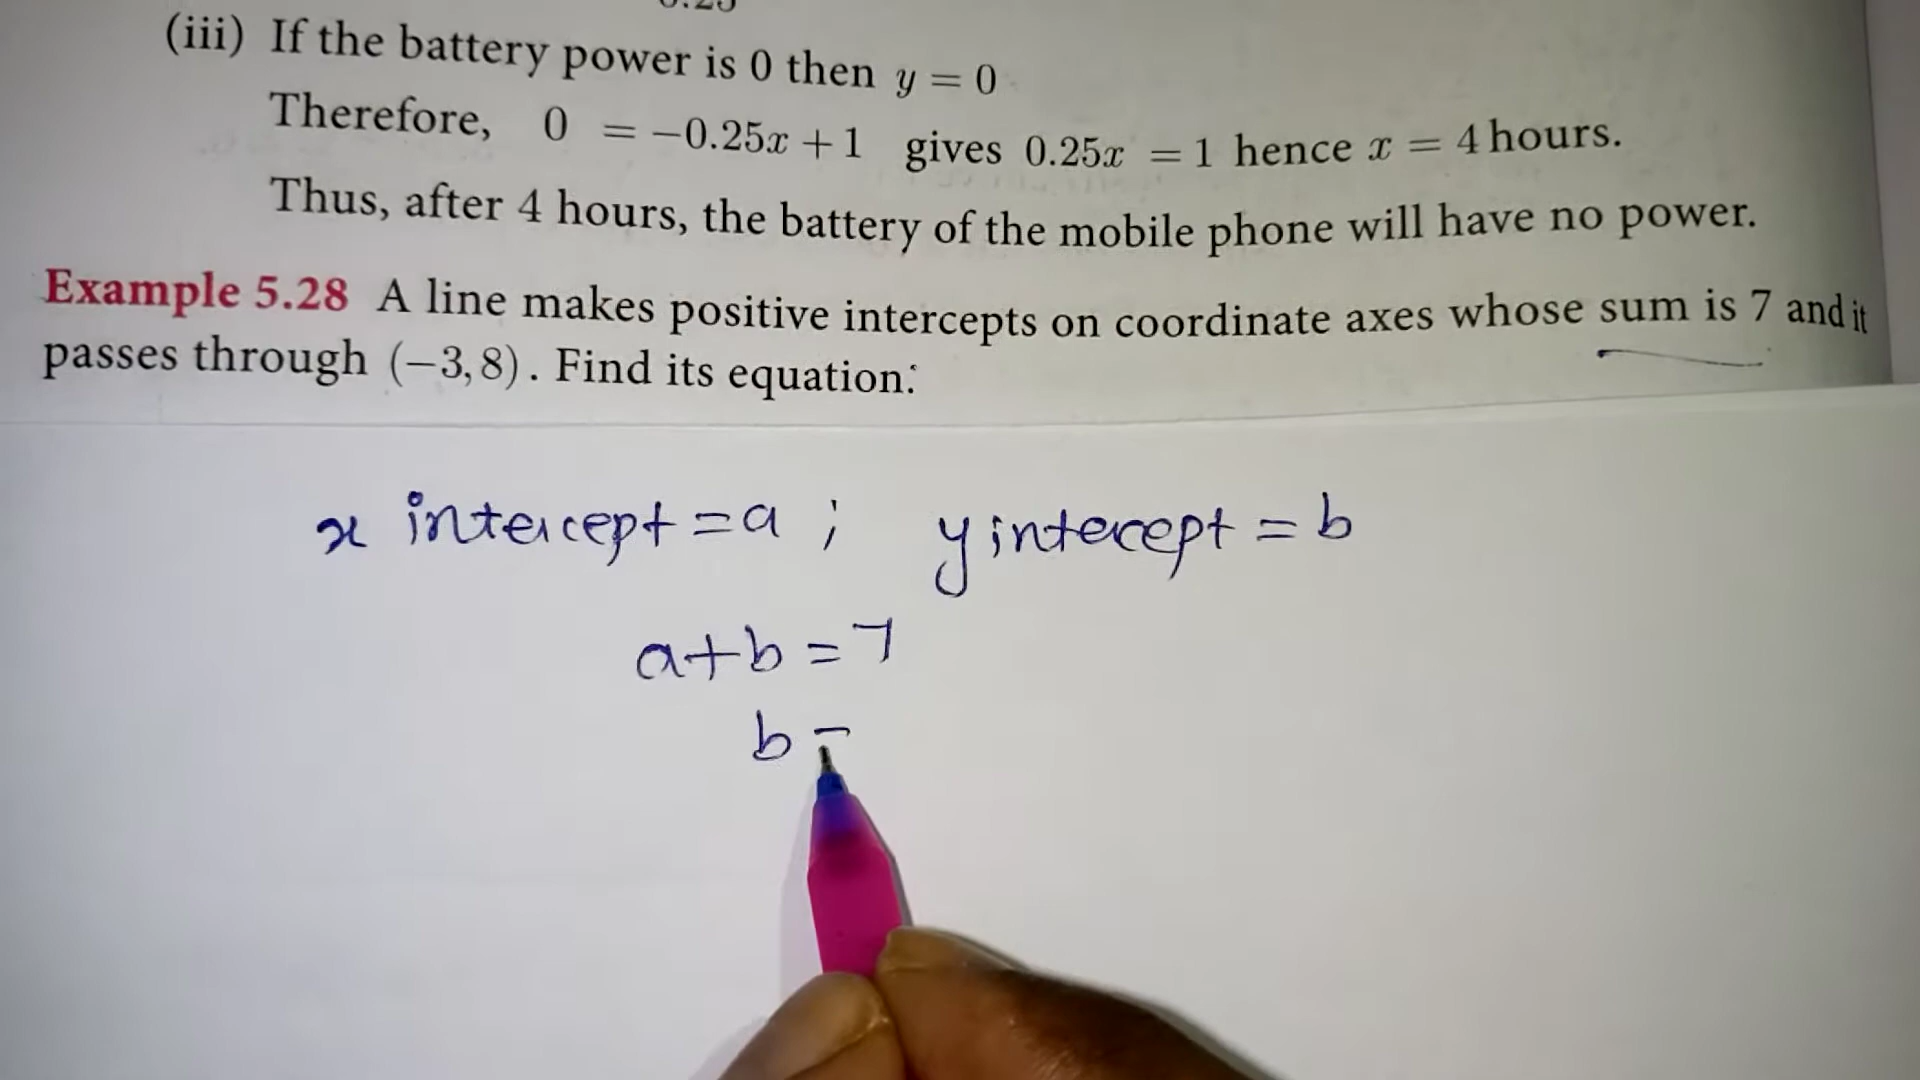 (iii) If the battery power is 0 then y = 0
Therefore, 0 = −0.25x + 1 gives 0.25x = 1 hence x = 4 hours.
Thus, after 4 hours, the battery of the mobile phone will have no power.
Example 5.28 A line makes positive intercepts on coordinate axes whose sum is 7 and it
passes through (−3, 8). Find its equation.
x intercept = a ; y intercept = b
a+b = 7
b